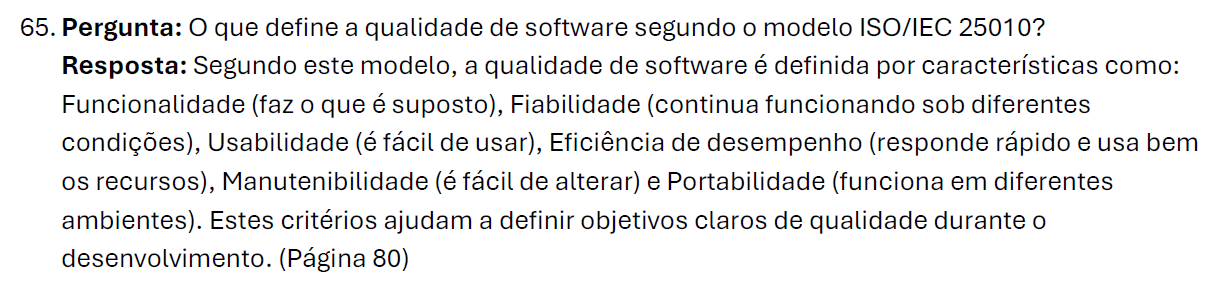 65. Pergunta: O que define a qualidade de software segundo o modelo ISO/IEC 25010?
Resposta: Segundo este modelo, a qualidade de software é definida por características como:
Funcionalidade (faz o que é suposto), Fiabilidade (continua funcionando sob diferentes
condições), Usabilidade (é fácil de usar), Eficiência de desempenho (responde rápido e usa bem
os recursos), Manutenibilidade (é fácil de alterar) e Portabilidade (funciona em diferentes
ambientes). Estes critérios ajudam a definir objetivos claros de qualidade durante o
desenvolvimento. (Página 80)